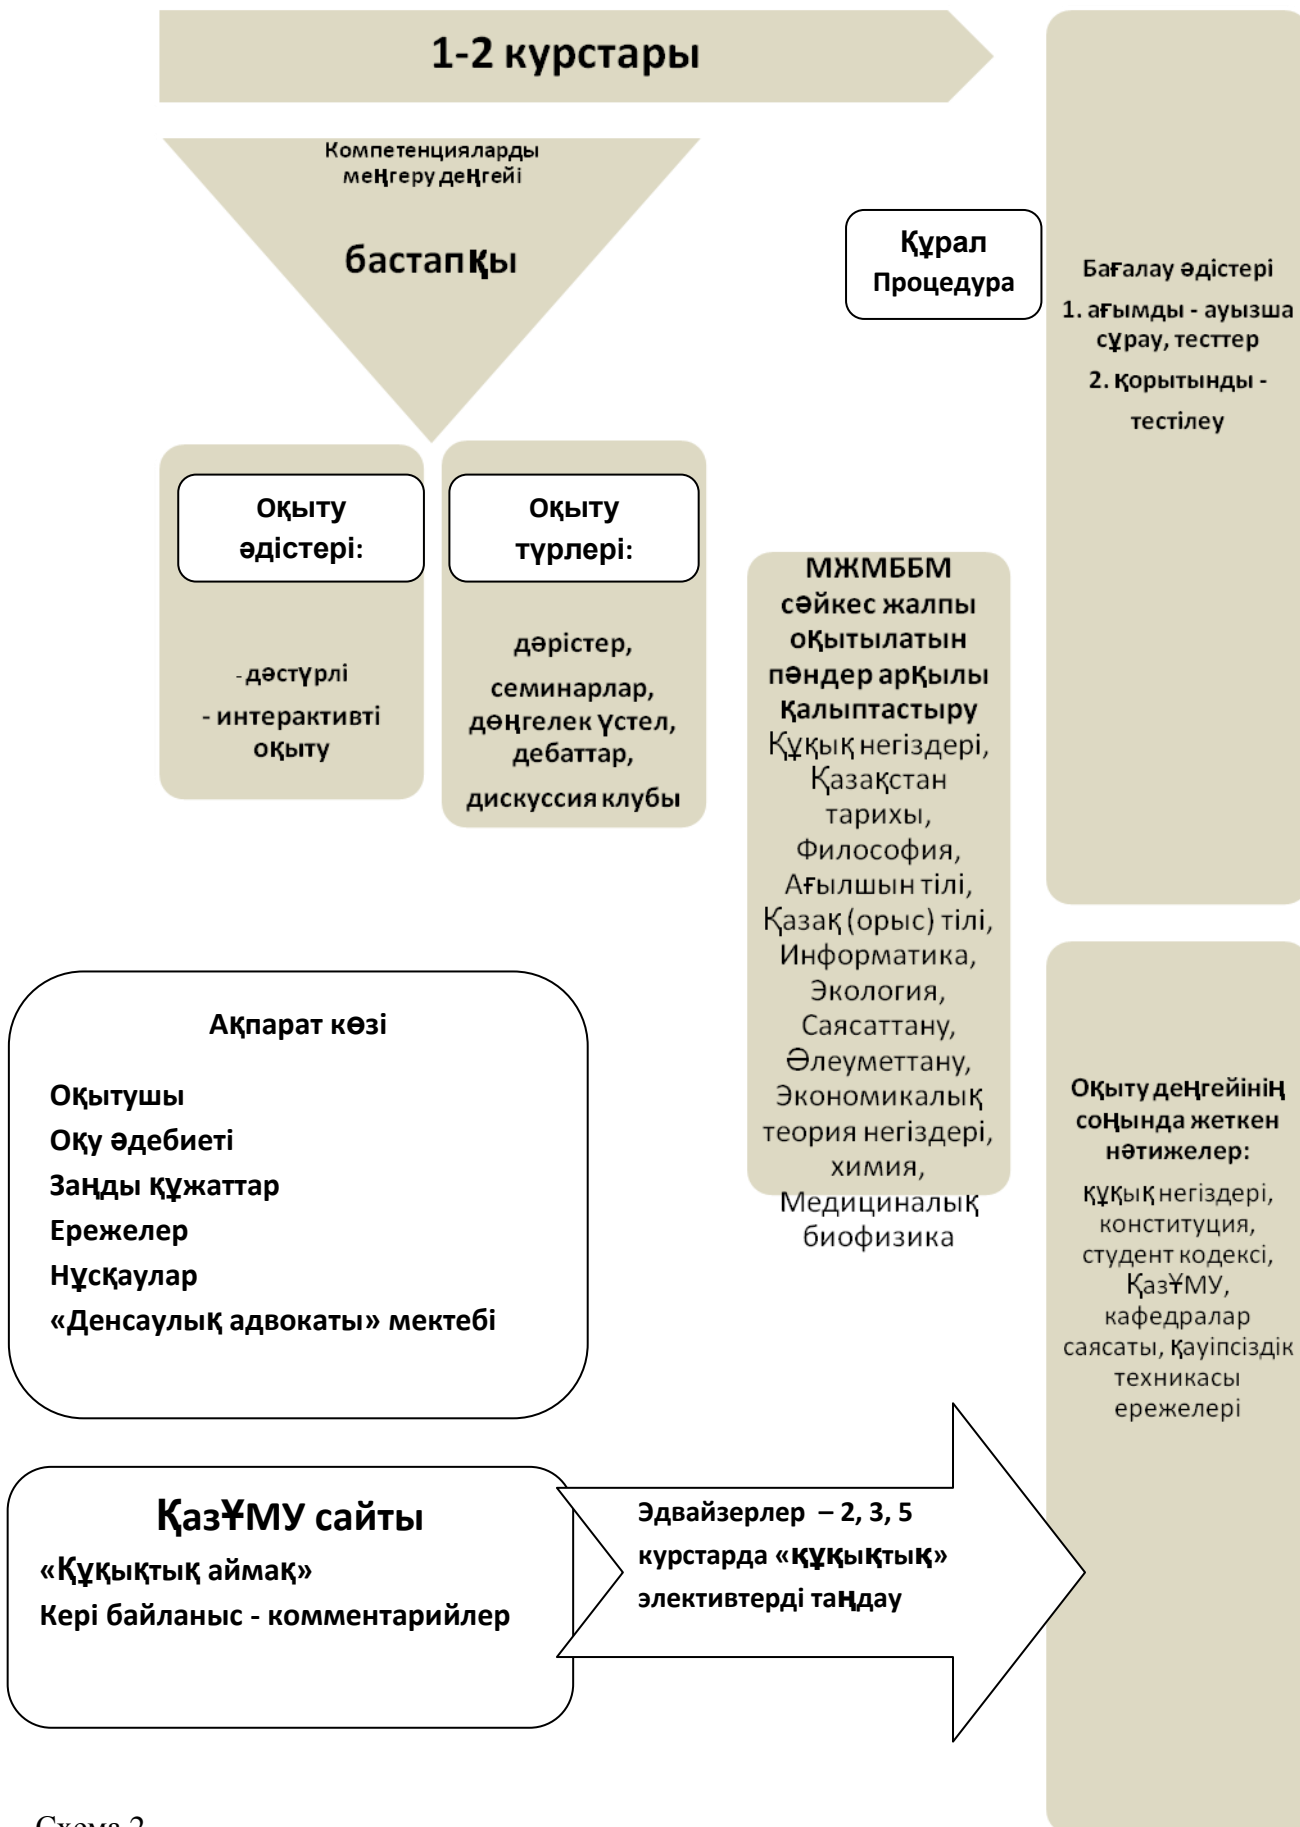 1-2 курстары
Компетенцияларды
меңгеру деңгейі
бастапқы
Құрал
Процедура
Бағалау әдістері
1. ағымды - ауызша
сұрау, тесттер
2. қорытынды -
тестілеу
Оқыту
әдістері:
- дәстүрлі
- интерактивті
оқыту
Оқыту
түрлері:
дәрістер,
семинарлар,
дөңгелек үстел,
дебаттар,
дискуссия клубы
МЖМББМ
сәйкес жалпы
оқытылатын
пәндер арқылы
қалыптастыру
Құқық негіздері,
Қазақстан
тарихы,
Философия,
Ағылшын тілі,
Қазақ (орыс) тілі,
Информатика,
Экология,
Саясаттану,
Әлеуметтану,
Экономикалық
теория негіздері,
химия,
Медициналық
биофизика
Ақпарат көзі
Оқытушы
Оқу әдебиеті
Заңды құжаттар
Ережелер
Нұсқаулар
«Денсаулық адвокаты» мектебі
Оқыту деңгейінің
соңында жеткен
нәтижелер:
құқық негіздері,
конституция,
студент кодексі,
ҚазҰМУ,
кафедралар
саясаты, қауіпсіздік
техникасы
ережелері
ҚазҰМУ сайты
«Құқықтық аймақ»
Кері байланыс - комментарийлер
Эдвайзерлер – 2, 3, 5
курстарда «құқықтық»
элективтерді таңдау
Схема 2